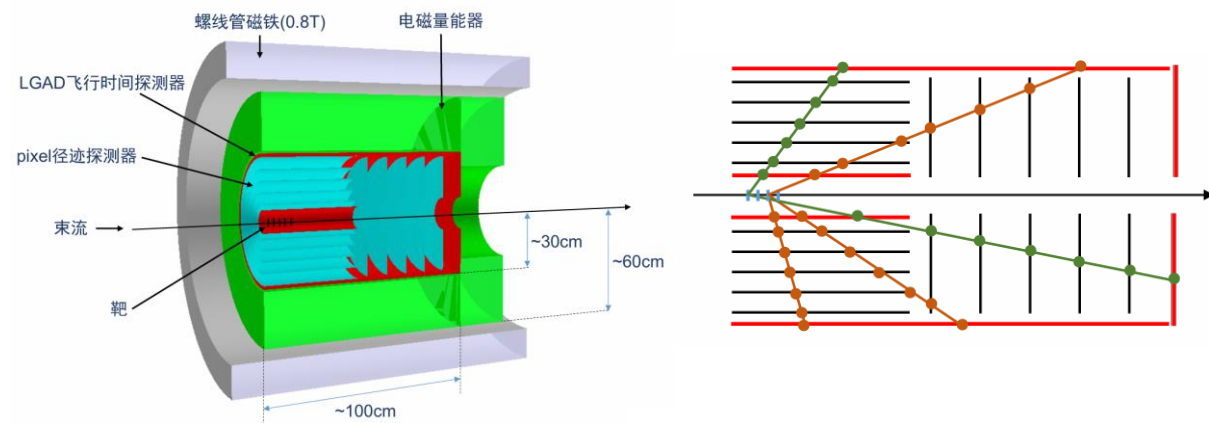 螺线管磁铁(0.8T)
电磁量能器
LGAD飞行时间探测器
pixel径迹探测器
束流
靶
~30cm
~60cm
~100cm